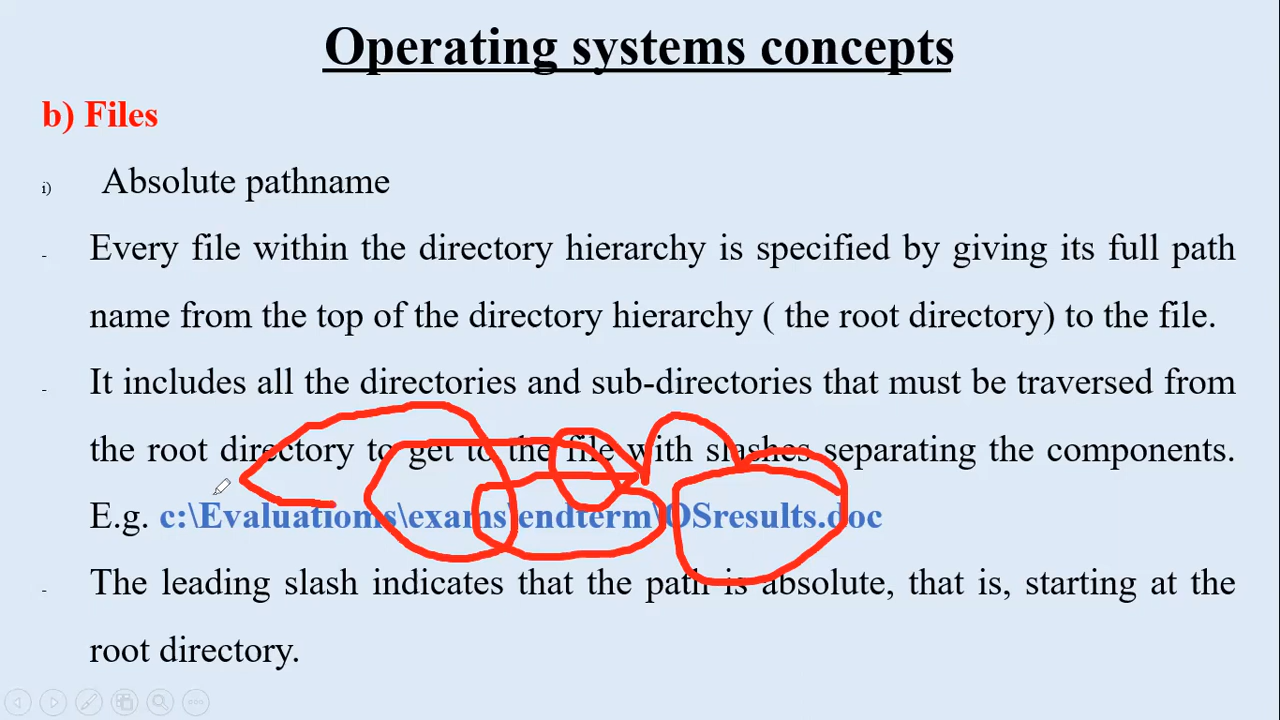 Operating systems concepts
b) Files
i) Absolute pathname
- Every file within the directory hierarchy is specified by giving its full path
name from the top of the directory hierarchy ( the root directory) to the file.
- It includes all the directories and sub-directories that must be traversed from
the root directory to get to the file with slashes separating the components.
E.g. c:\Evaluatioms\exams\endterm\OSresults.doc
- The leading slash indicates that the path is absolute, that is, starting at the
root directory.